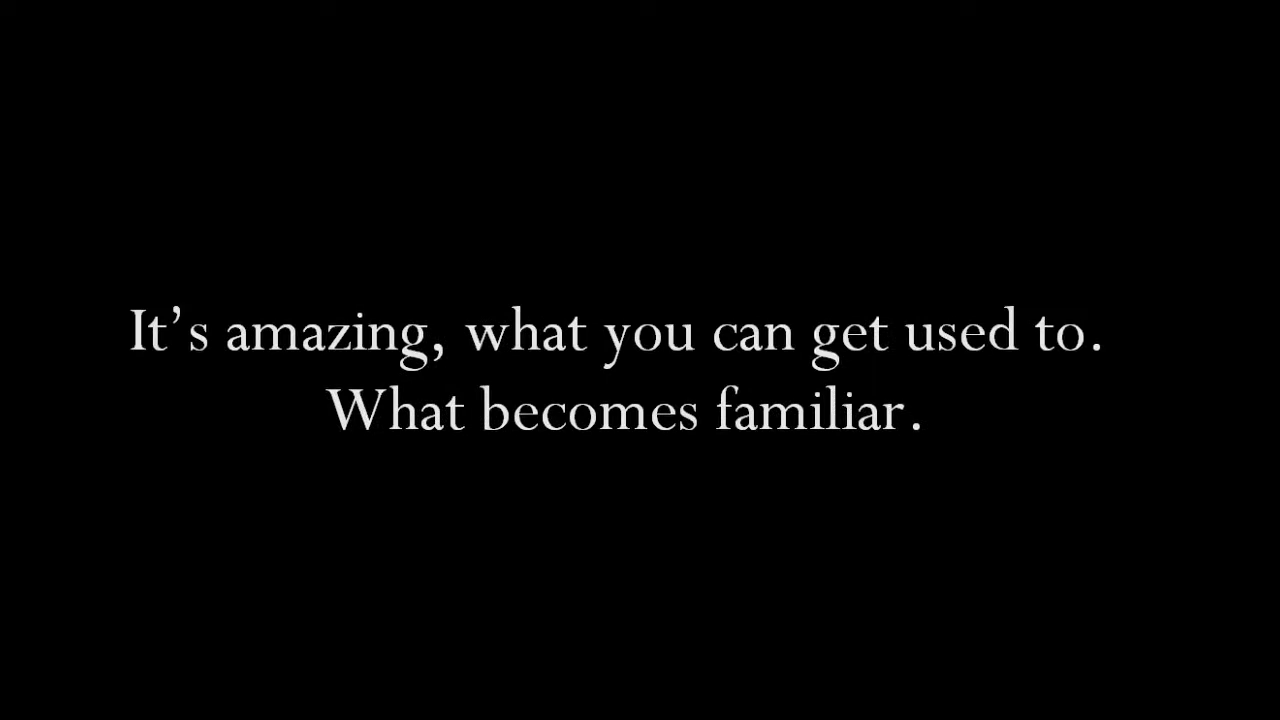 It’s amazing, what you can get used to.
What becomes familiar.